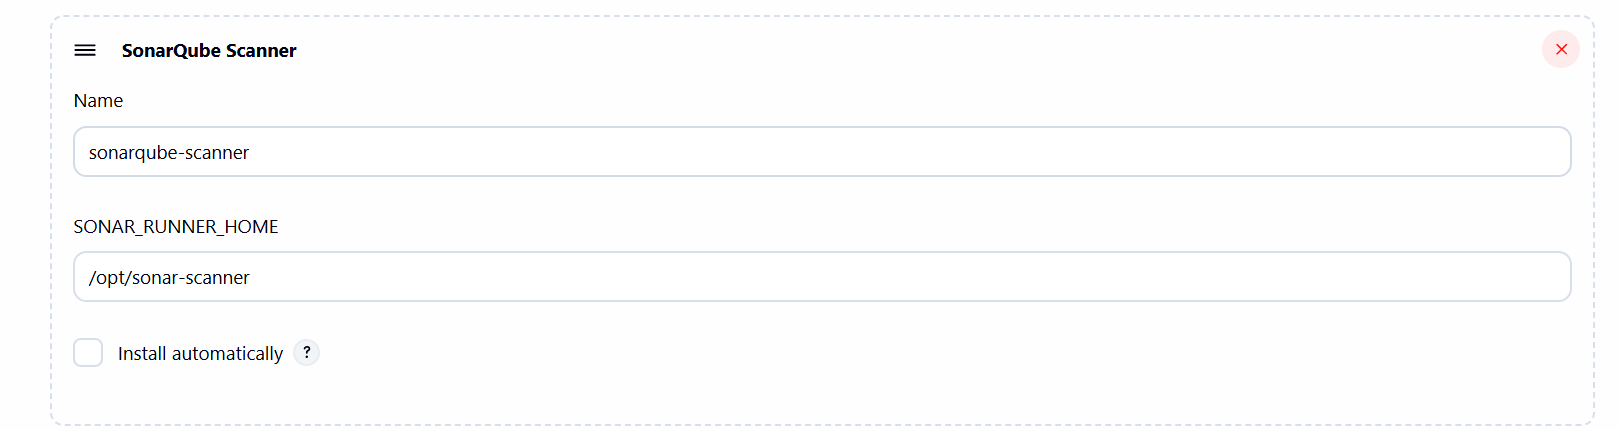 SonarQube Scanner
Name
sonarqube-scanner
SONAR_RUNNER_HOME
/opt/sonar-scanner
Install automatically ?